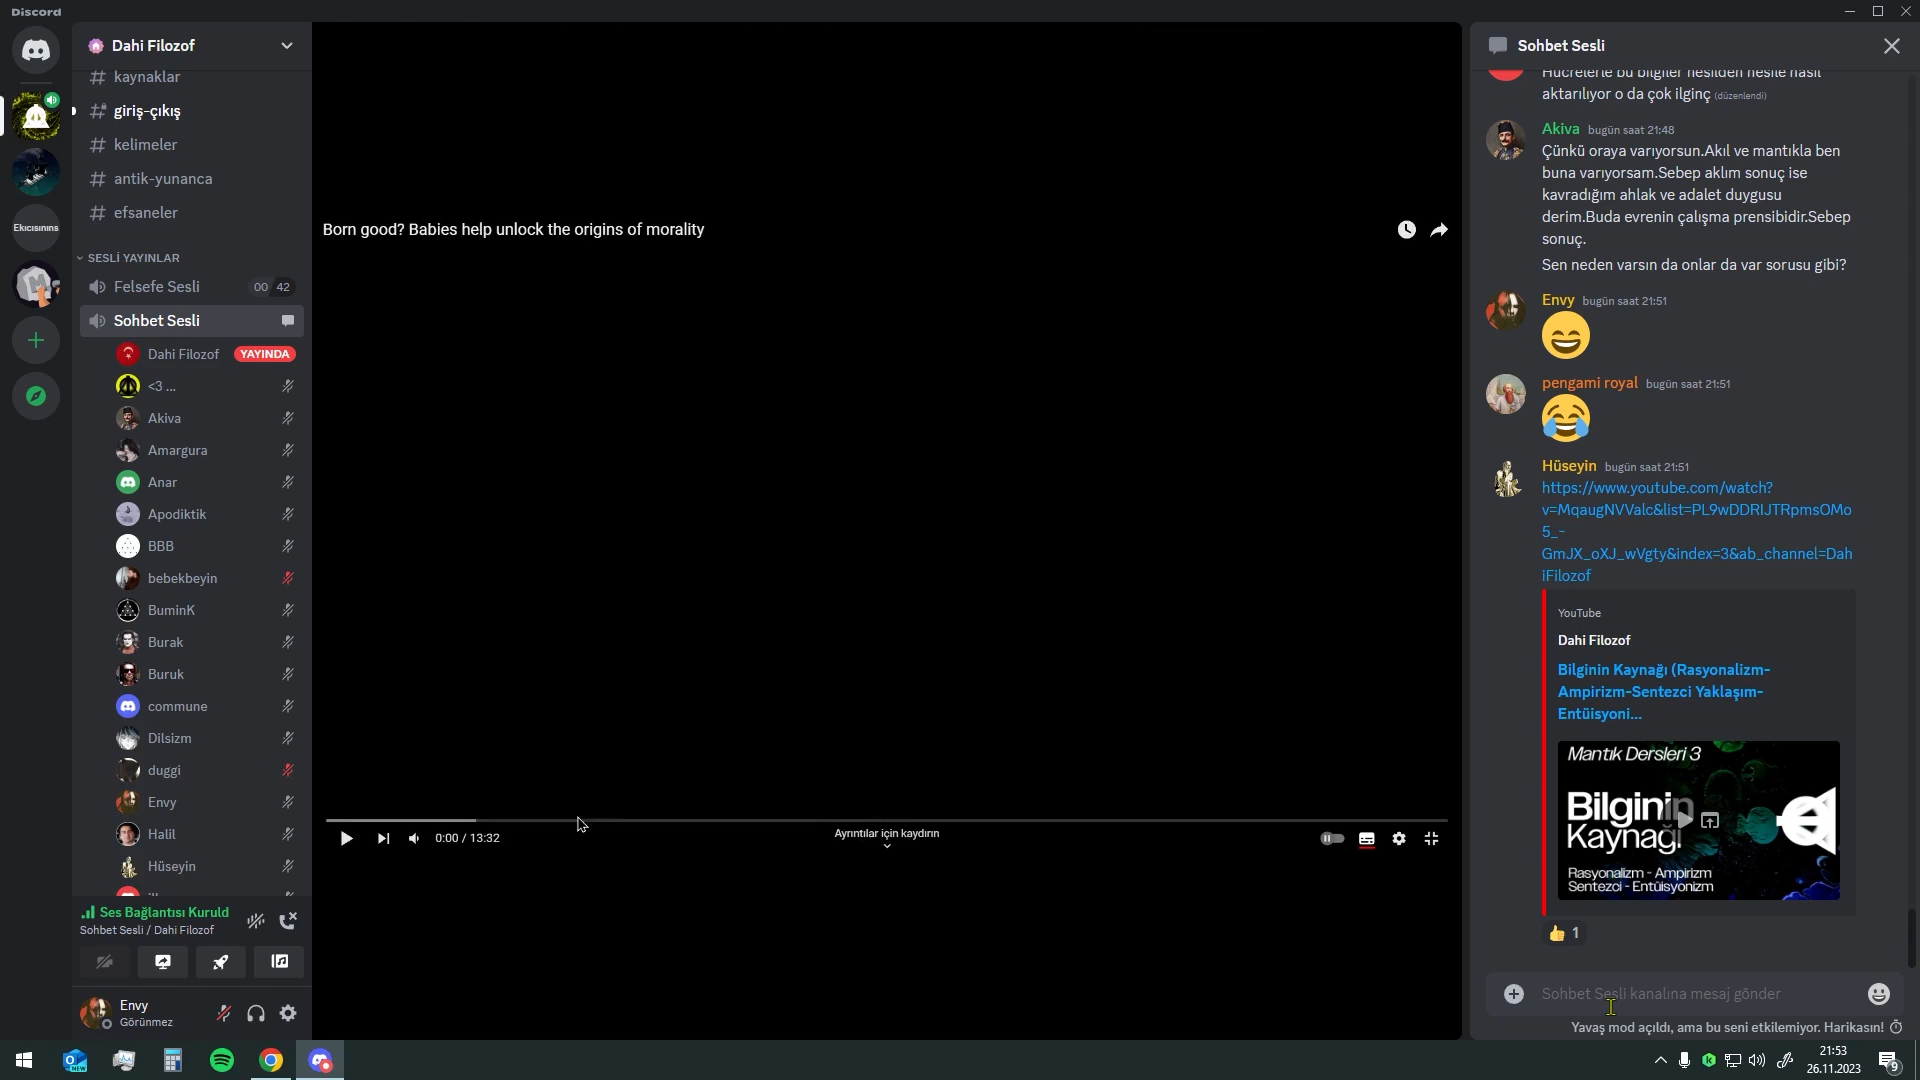 Discord
Dahi Filozof
kaynaklar
giriş-çıkış
kelimeler
antik-yunanca
efsaneler
Ekicisinins
SESLİ YAYINLAR
Felsefe Sesli 00 42
Sohbet Sesli
Dahi Filozof YAYINDA
<3 ...
Akiva
Amargura
Anar
Apodiktik
BBB
bebekbeyin
BuminK
Burak
Buruk
commune
Dilsizm
duggi
Envy
Halil
Hüseyin
Ses Bağlantısı Kuruld
Sohbet Sesli / Dahi Filozof
Envy
Görünmez
Born good? Babies help unlock the origins of morality
0:00 / 13:32
Ayrıntılar için kaydırın
Sohbet Sesli
Hücrelerle bu bilgiler nesilden nesile nasıl
aktarılıyor o da çok ilginç (düzenlendi)
Akiva bugün saat 21:48
Çünkü oraya varıyorsun.Akıl ve mantıkla ben
buna varıyorsam.Sebep aklım sonuç ise
kavradığım ahlak ve adalet duygusu
derim.Buda evrenin çalışma prensibidir.Sebep
sonuç.
Sen neden varsın da onlar da var sorusu gibi?
Envy bugün saat 21:51
pengami royal bugün saat 21:51
Hüseyin bugün saat 21:51
https://www.youtube.com/watch?
v=MqaugNVValc&list=PL9wDDRIJTRpmsOMo
5_-
GmJX_oXJ_wVgty&index=3&ab_channel=Dah
iFilozof
YouTube
Dahi Filozof
Bilginin Kaynağı (Rasyonalizm-
Ampirizm-Sentezci Yaklaşım-
Entüisyoni...
Mantık Dersleri 3
Bilginin
Kaynağı
Rasyonalizm - Ampirizm
Sentezci - Entüisyonizm
1
Sohbet Sesli kanalına mesaj gönder
Yavaş mod açıldı, ama bu seni etkilemiyor. Harikasın!
21:53
26.11.2023
9